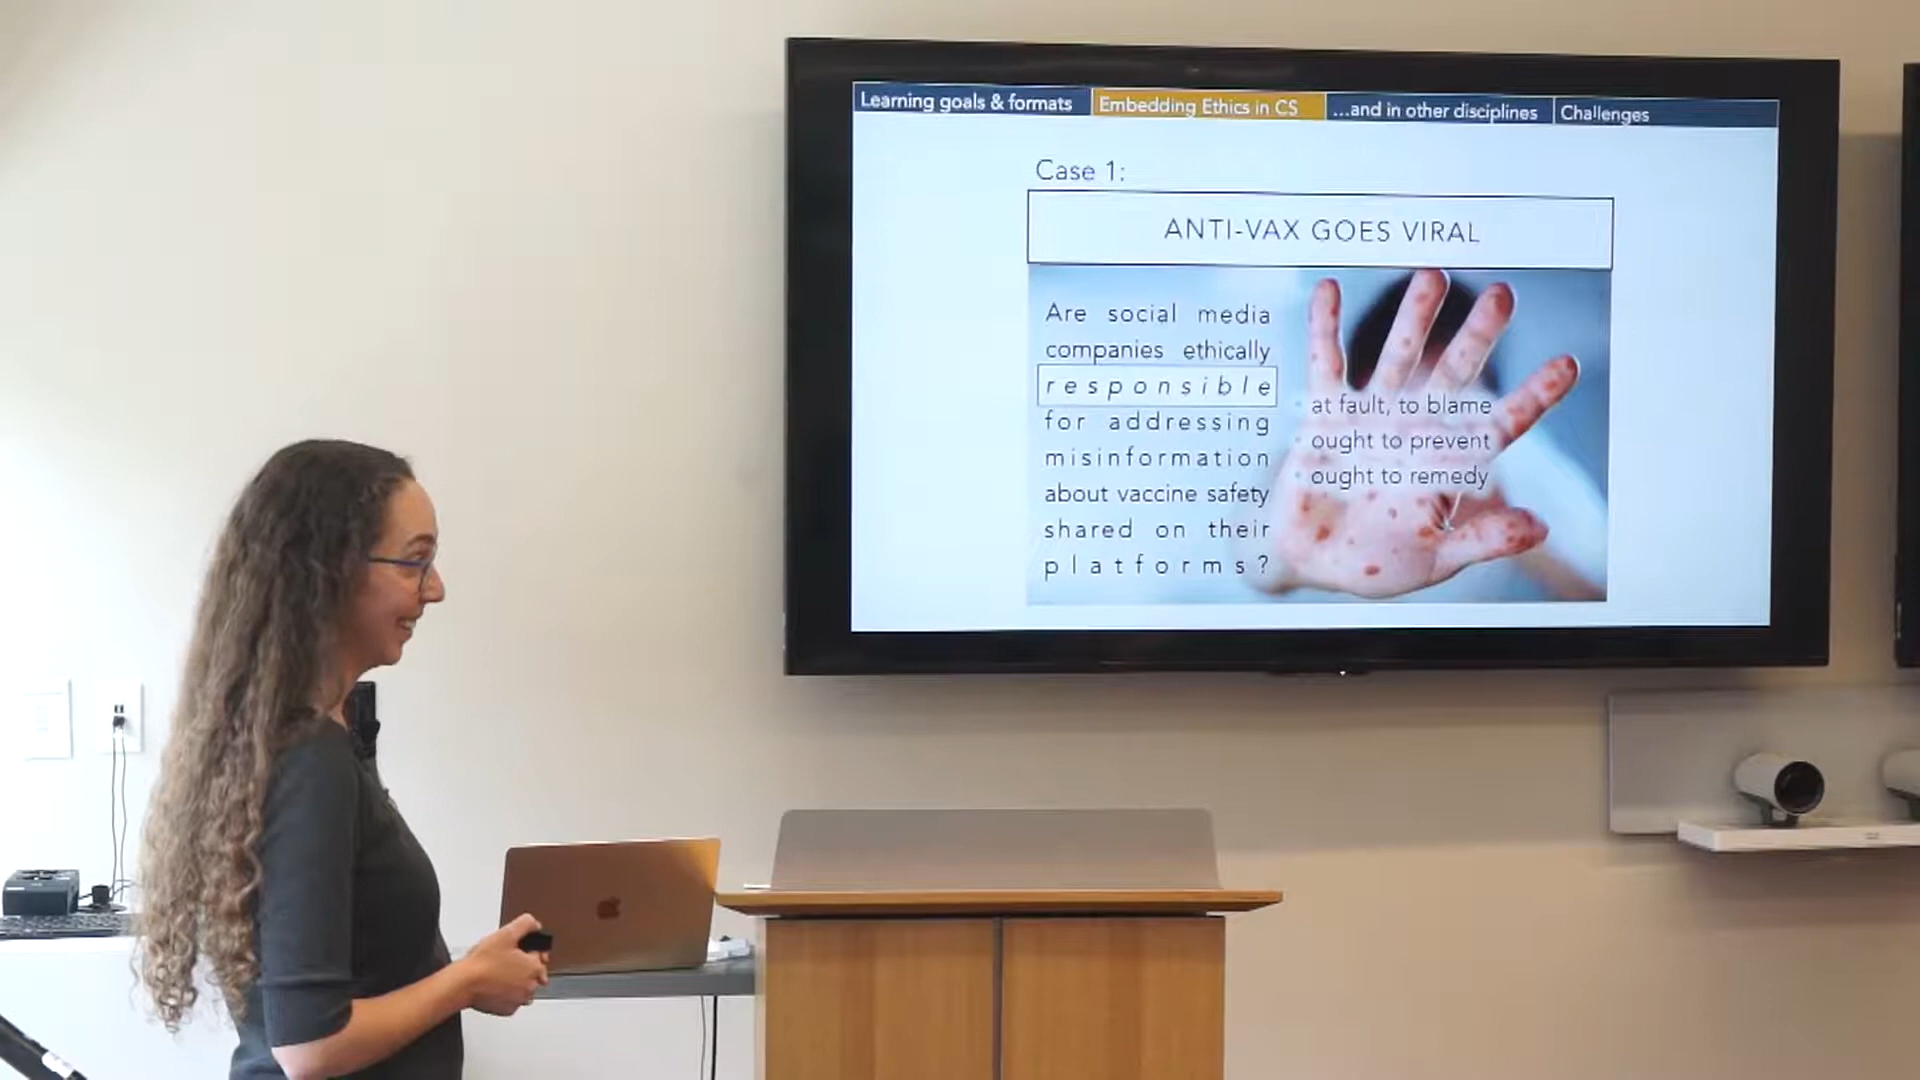 Learning goals & formats
Embedding Ethics in CS
...and in other disciplines
Challenges
Case 1:
ANTI-VAX GOES VIRAL
Are social media
companies ethically
responsible
for addressing
misinformation
about vaccine safety
shared on their
platforms?
• at fault, to blame
• ought to prevent
• ought to remedy